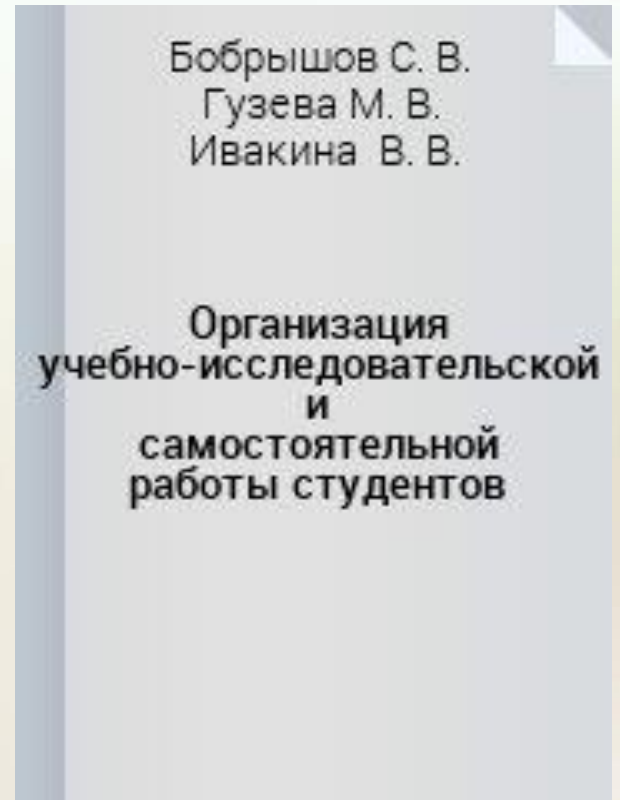 Бобрышов С. В.
Гузева М. В.
Ивакина В. В.
Организация
учебно-исследовательской
и
самостоятельной
работы студентов